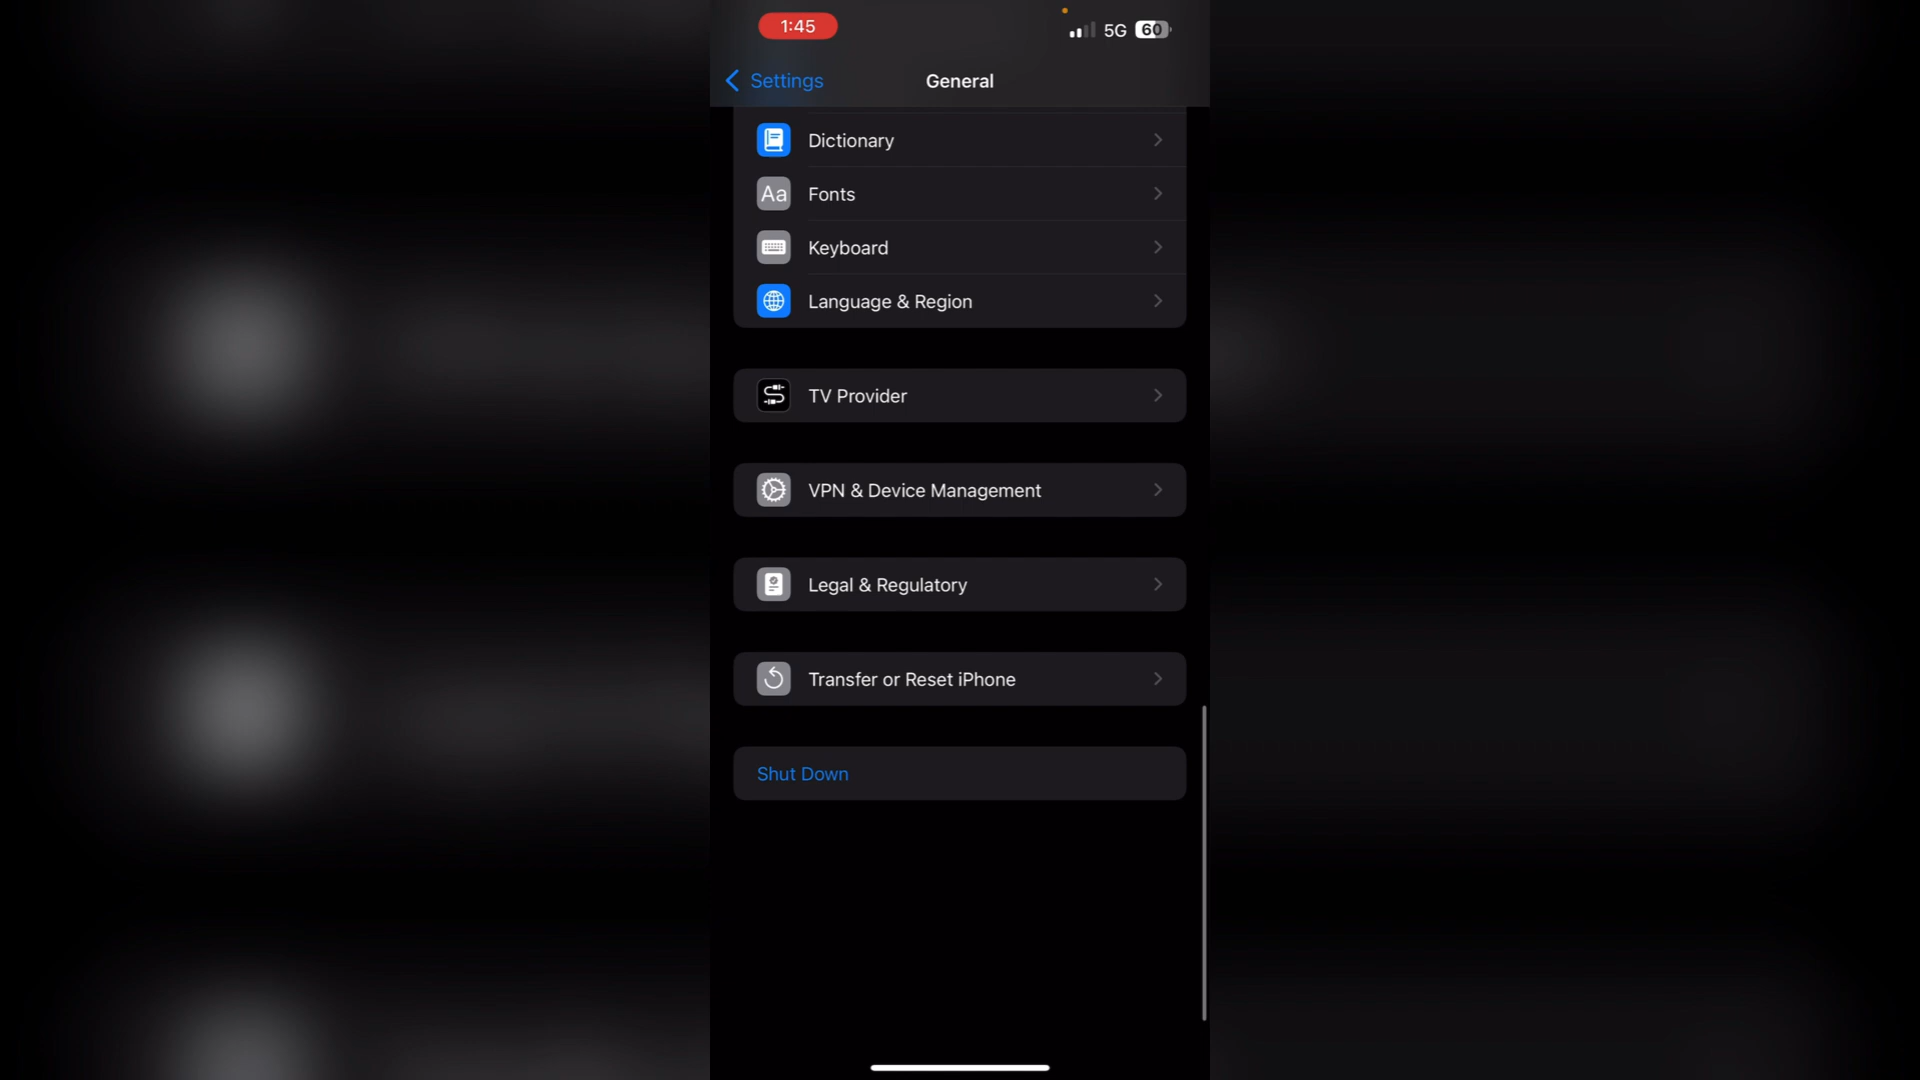 1:45
5G
60
Settings
General
Dictionary
Aa
Fonts
Keyboard
Language & Region
TV Provider
VPN & Device Management
Legal & Regulatory
Transfer or Reset iPhone
Shut Down